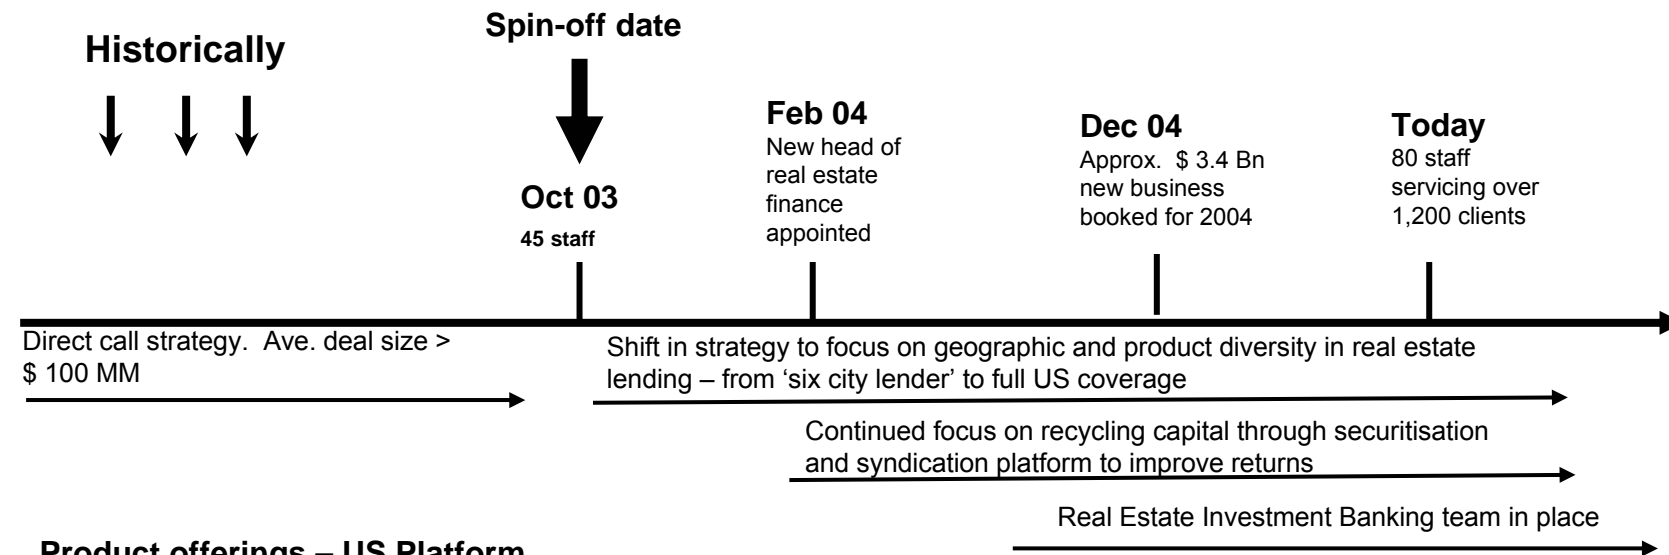 Spin-off date
Historically
Feb 04
New head of
real estate
finance
appointed
Dec 04
Approx.  $ 3.4 Bn
new business
booked for 2004
Today
80 staff
servicing over
1,200 clients
Oct 03
45 staff
Direct call strategy.  Ave. deal size >
$ 100 MM
Shift in strategy to focus on geographic and product diversity in real estate
lending – from ‘six city lender’ to full US coverage
Continued focus on recycling capital through securitisation
and syndication platform to improve returns
Real Estate Investment Banking team in place
Product offerings – US Platform